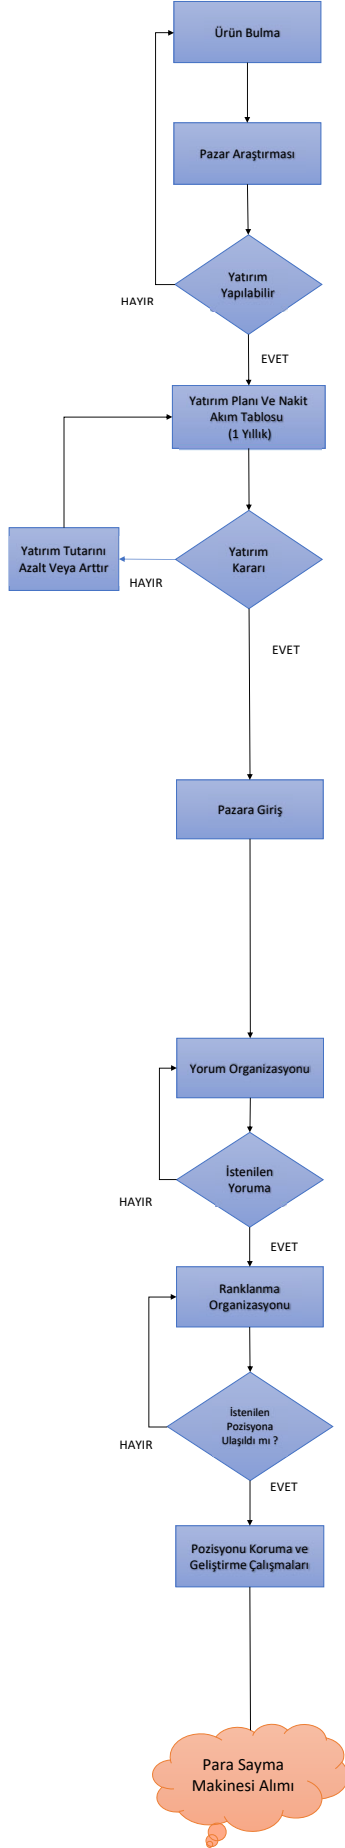 Ürün Bulma
Pazar Araştırması
Yatırım
Yapılabilir
HAYIR
EVET
Yatırım Planı Ve Nakit
Akım Tablosu
(1 Yıllık)
Yatırım Tutarını
Azalt Veya Arttır
Yatırım
Kararı
HAYIR
EVET
Pazara Giriş
Yorum Organizasyonu
İstenilen
Yoruma
HAYIR
EVET
Ranklanma
Organizasyonu
İstenilen
Pozisyona
Ulaşıldı mı ?
HAYIR
EVET
Pozisyonu Koruma ve
Geliştirme Çalışmaları
Para Sayma
Makinesi Alımı